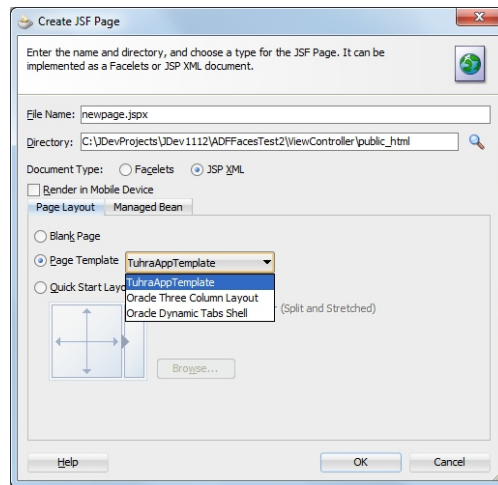 Create JSF Page
Enter the name and directory, and choose a type for the JSF Page. It can be
implemented as a Facelets or JSP XML document.
File Name: newpage.jspx
Directory: C:\JDevProjects\JDev1112\ADFFacesTest2\ViewController\public_html
Document Type: Facelets JSP XML
Render in Mobile Device
Page Layout Managed Bean
Blank Page
Page Template TuhraAppTemplate
Quick Start Layo
TuhraAppTemplate
Oracle Three Column Layout
Oracle Dynamic Tabs Shell
(Split and Stretched)
Browse...
Help OK Cancel